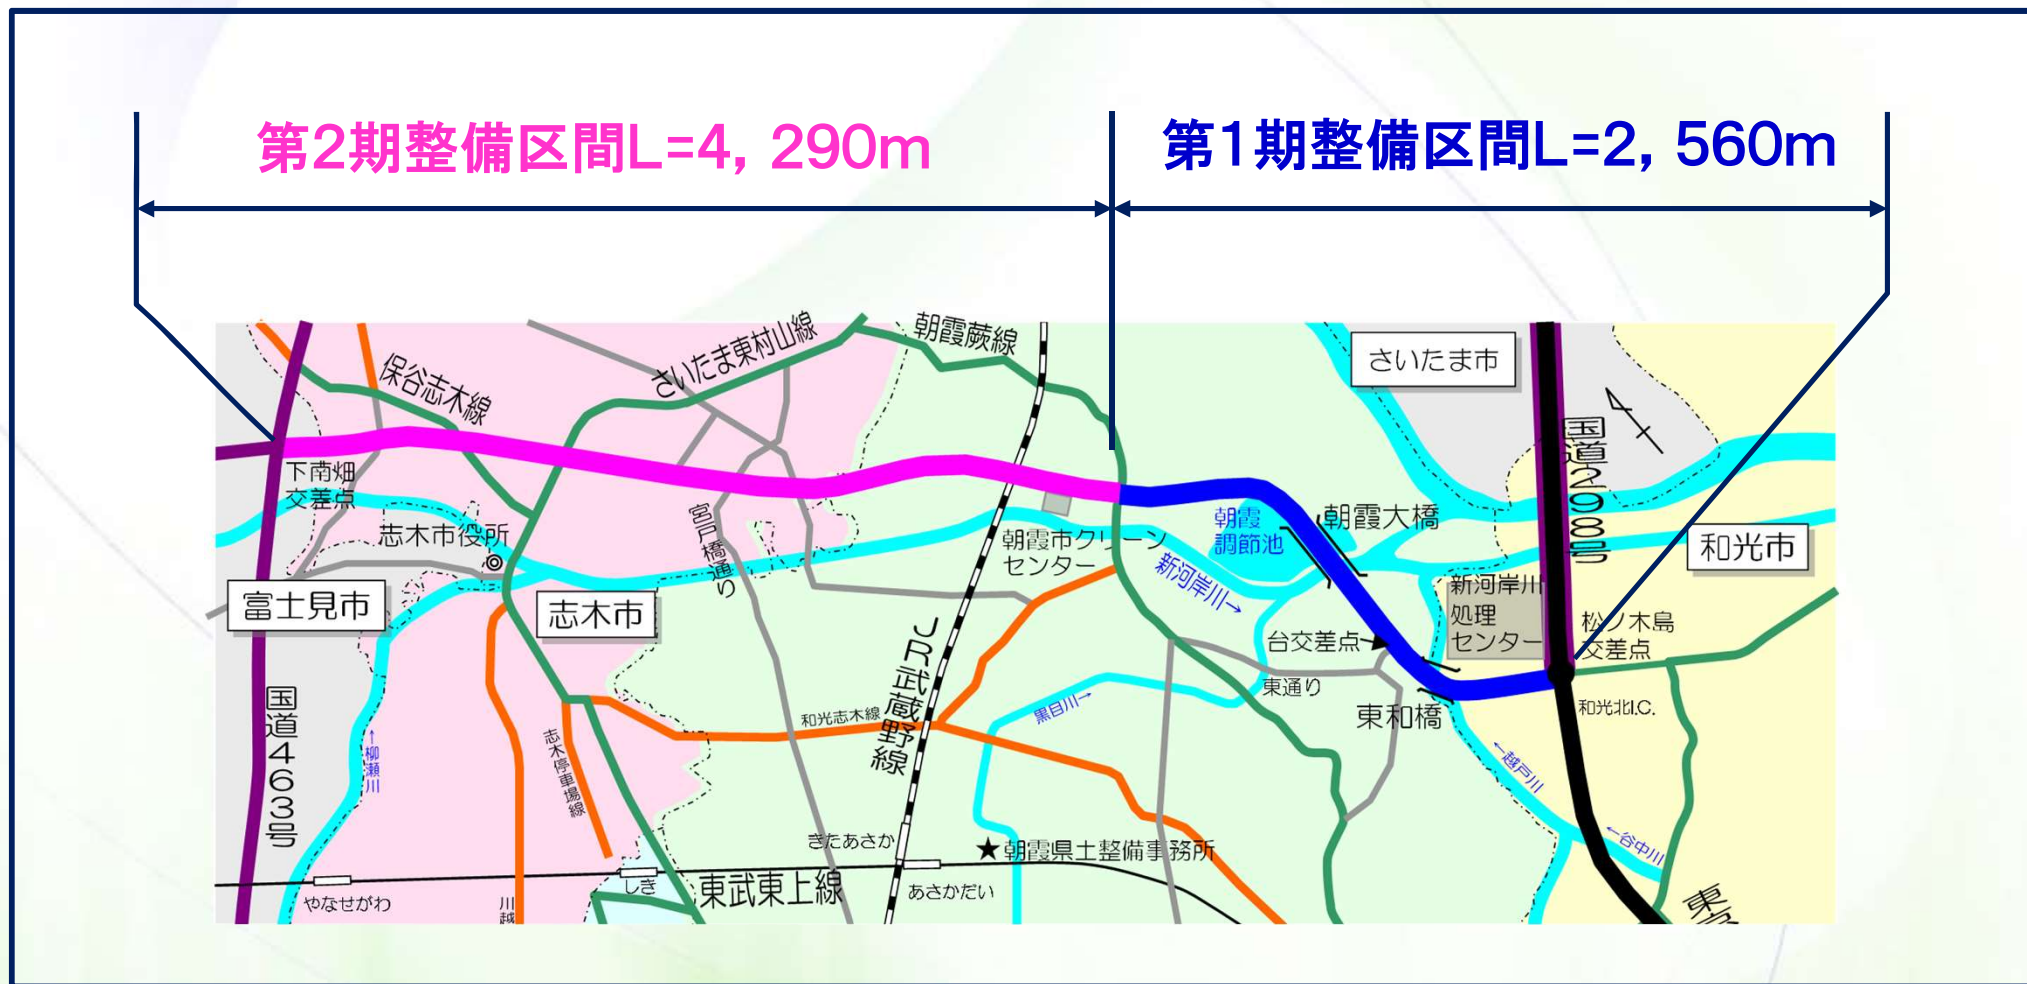 第2期整備区間L=4, 290m
第1期整備区間L=2, 560m
保谷志木線
さいたま東村山線
朝霞蕨線
さいたま市
国道298号
下南畑
交差点
志木市役所
宮戸橋通り
朝霞市クリーン
センター
朝霞
調節池
朝霞大橋
和光市
富士見市
志木市
新河岸川→
新河岸川
処理
センター
松ノ木島
交差点
台交差点
東通り
東和橋
和光北I.C.
国道463号
←柳瀬川
志木停車場線
和光志木線
JR武蔵野線
黒目川→
←越戸川
←谷中川
きたあさか
★朝霞県土整備事務所
やなせがわ
しき
東武東上線
あさかだい
川越
東京